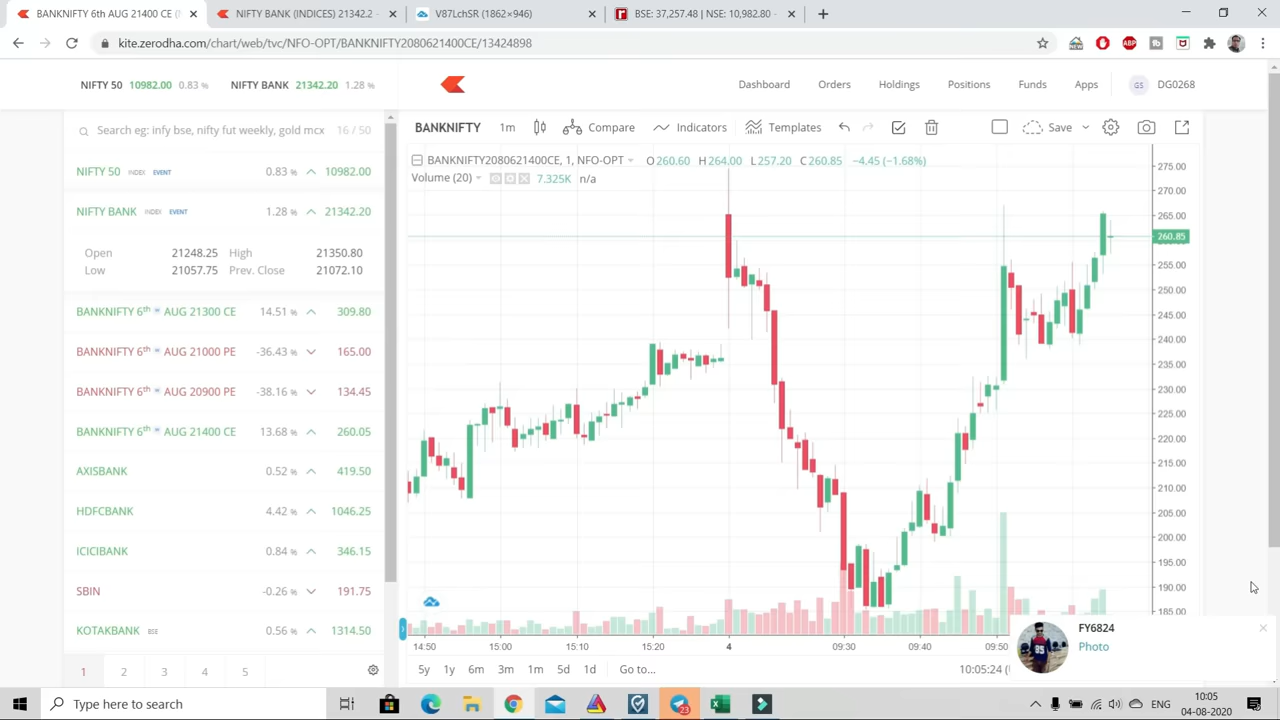 BANKNIFTY 6th AUG 21400 CE (
NIFTY BANK (INDICES) 21342.2 -
V87LchSR (1862×946)
BSE: 37,257.48 | NSE: 10,982.80 -
kite.zerodha.com/chart/web/tvc/NFO-OPT/BANKNIFTY2080621400CE/13424898
NIFTY 50 10982.00 0.83 % NIFTY BANK 21342.20 1.28 %
Dashboard Orders Holdings Positions Funds Apps GS DG0268
Search eg: infy bse, nifty fut weekly, gold mcx 16 / 50
NIFTY 50 INDEX EVENT 0.83 % 10982.00
NIFTY BANK INDEX EVENT 1.28 % 21342.20
Open 21248.25 High 21350.80
Low 21057.75 Prev. Close 21072.10
BANKNIFTY 6th w AUG 21300 CE 14.51 % 309.80
BANKNIFTY 6th w AUG 21000 PE -36.43 % 165.00
BANKNIFTY 6th w AUG 20900 PE -38.16 % 134.45
BANKNIFTY 6th w AUG 21400 CE 13.68 % 260.05
AXISBANK 0.52 % 419.50
HDFCBANK 4.42 % 1046.25
ICICIBANK 0.84 % 346.15
SBIN -0.26 % 191.75
KOTAKBANK BSE 0.56 % 1314.50
1 2 3 4 5
BANKNIFTY 1m Compare Indicators Templates Save
BANKNIFTY2080621400CE, 1, NFO-OPT O260.60 H264.00 L257.20 C260.85 −4.45 (−1.68%)
Volume (20) 7.325K n/a
275.00
270.00
265.00
260.85
255.00
250.00
245.00
240.00
235.00
230.00
225.00
220.00
215.00
210.00
205.00
200.00
195.00
190.00
185.00
14:50 15:00 15:10 15:20 4 09:30 09:40 09:50
5y 1y 6m 3m 1m 5d 1d Go to... 10:05:24 (
FY6824
Photo
Type here to search
23
ENG
10:05
04-08-2020